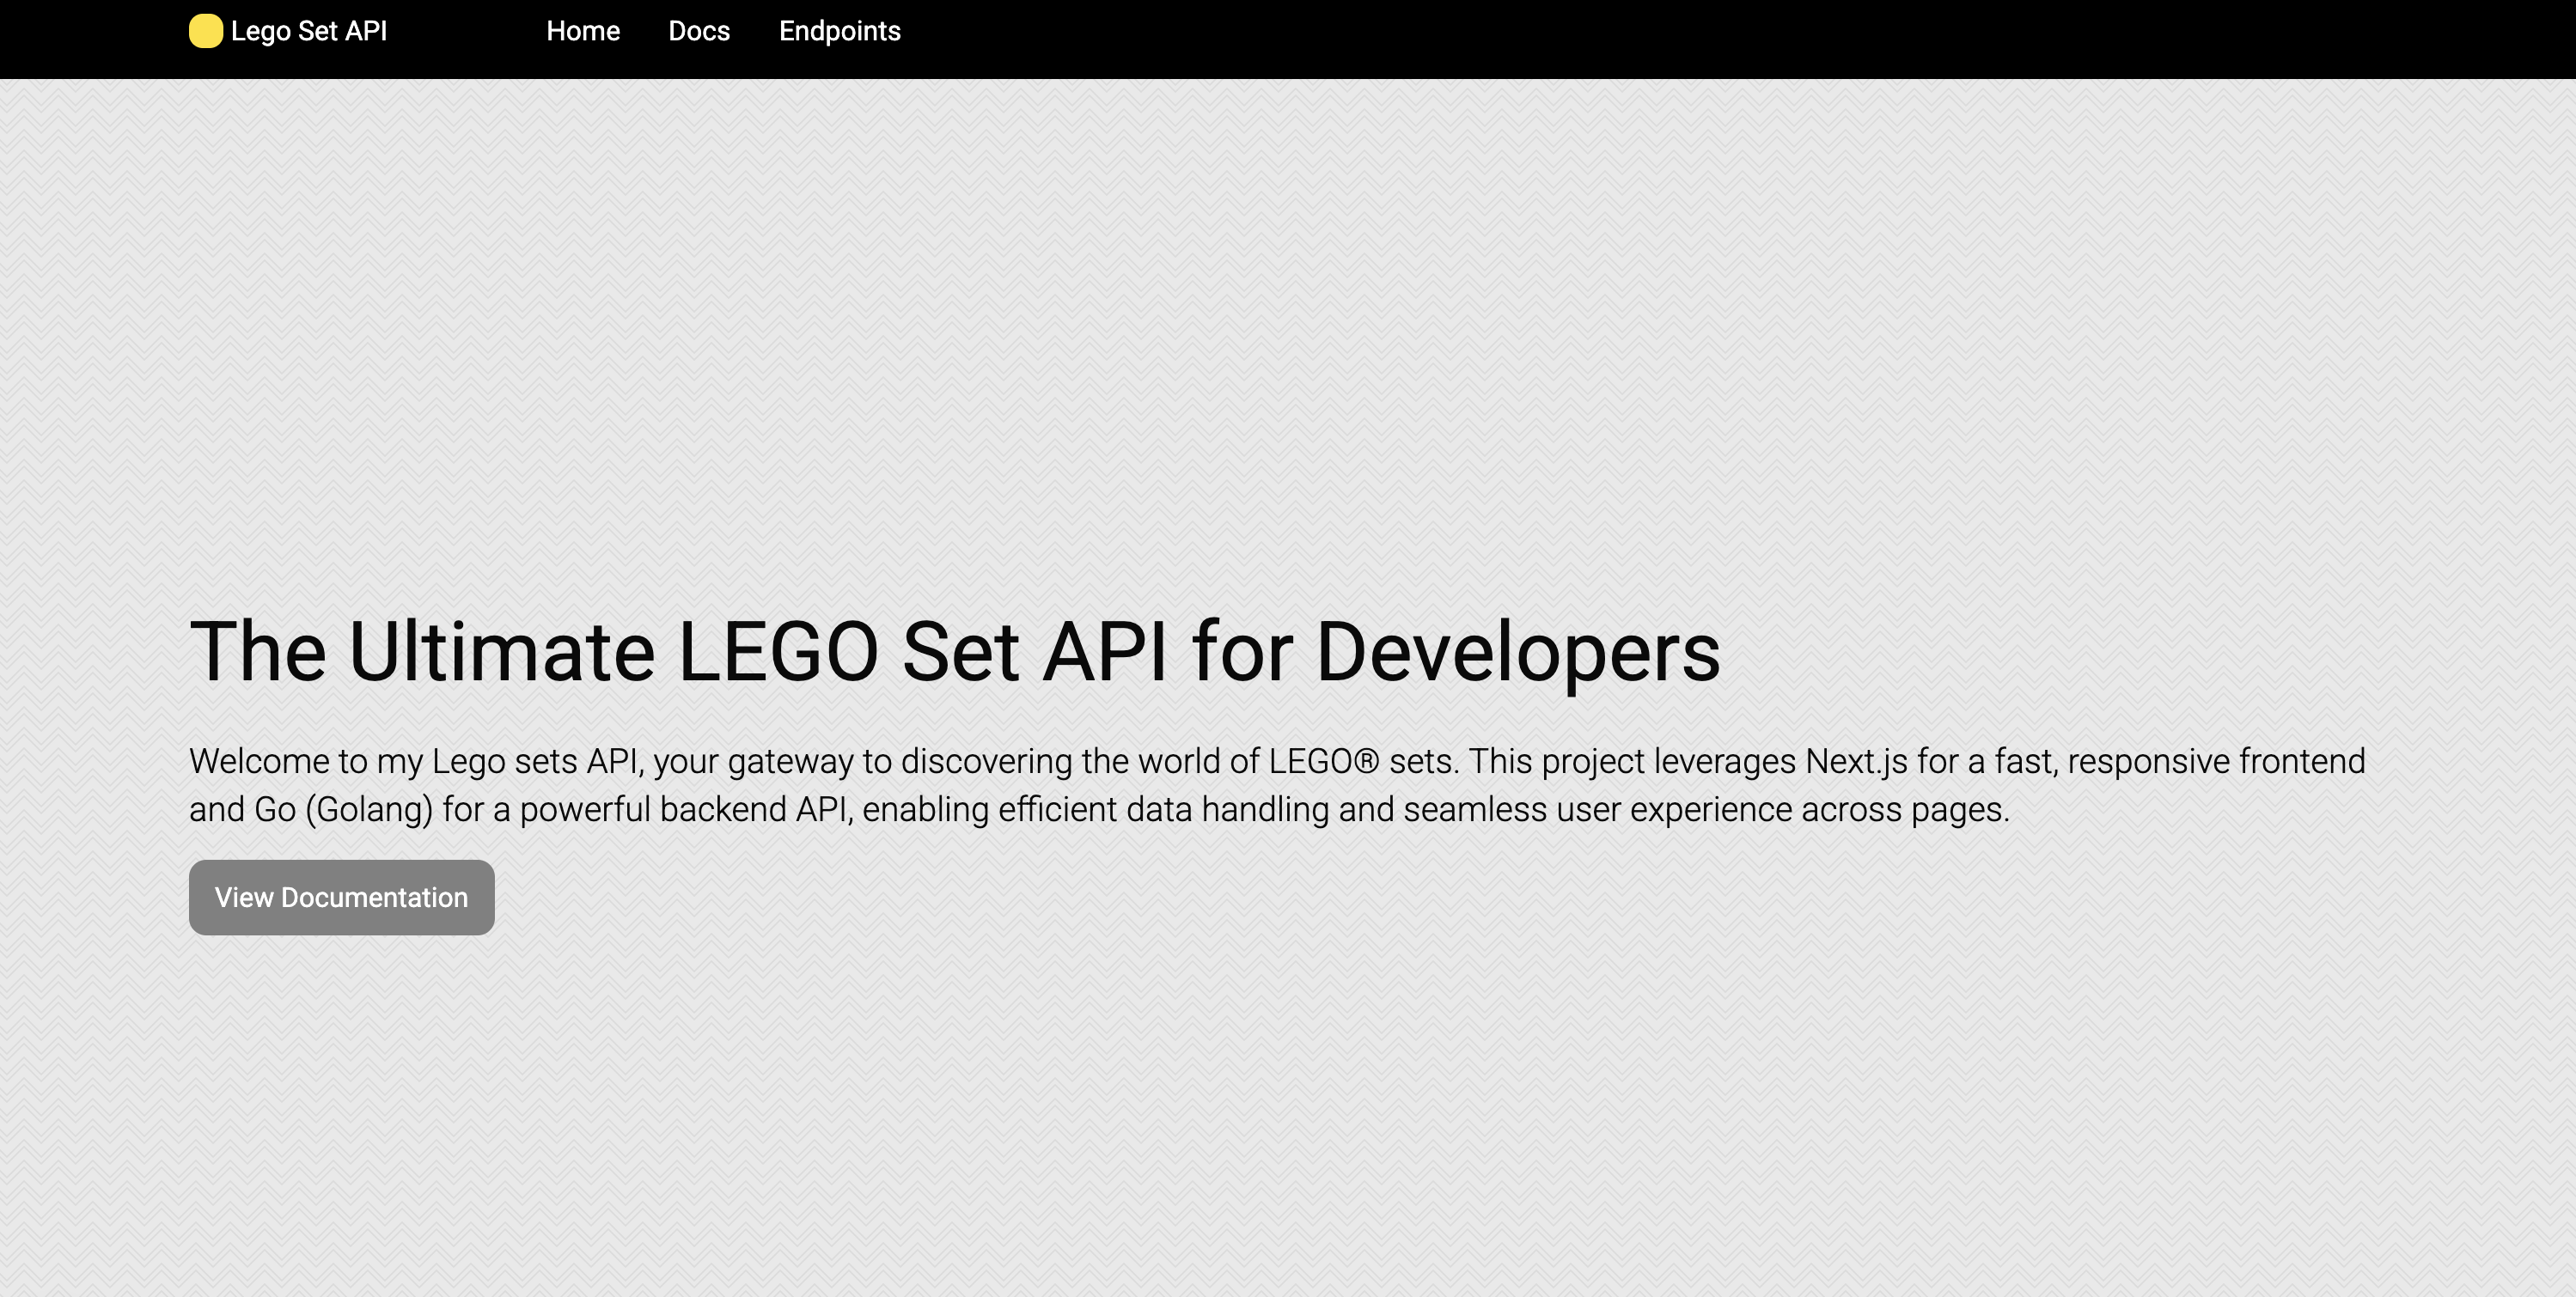 Lego Set API
Home
Docs
Endpoints
The Ultimate LEGO Set API for Developers
Welcome to my Lego sets API, your gateway to discovering the world of LEGO® sets. This project leverages Next.js for a fast, responsive frontend
and Go (Golang) for a powerful backend API, enabling efficient data handling and seamless user experience across pages.
View Documentation